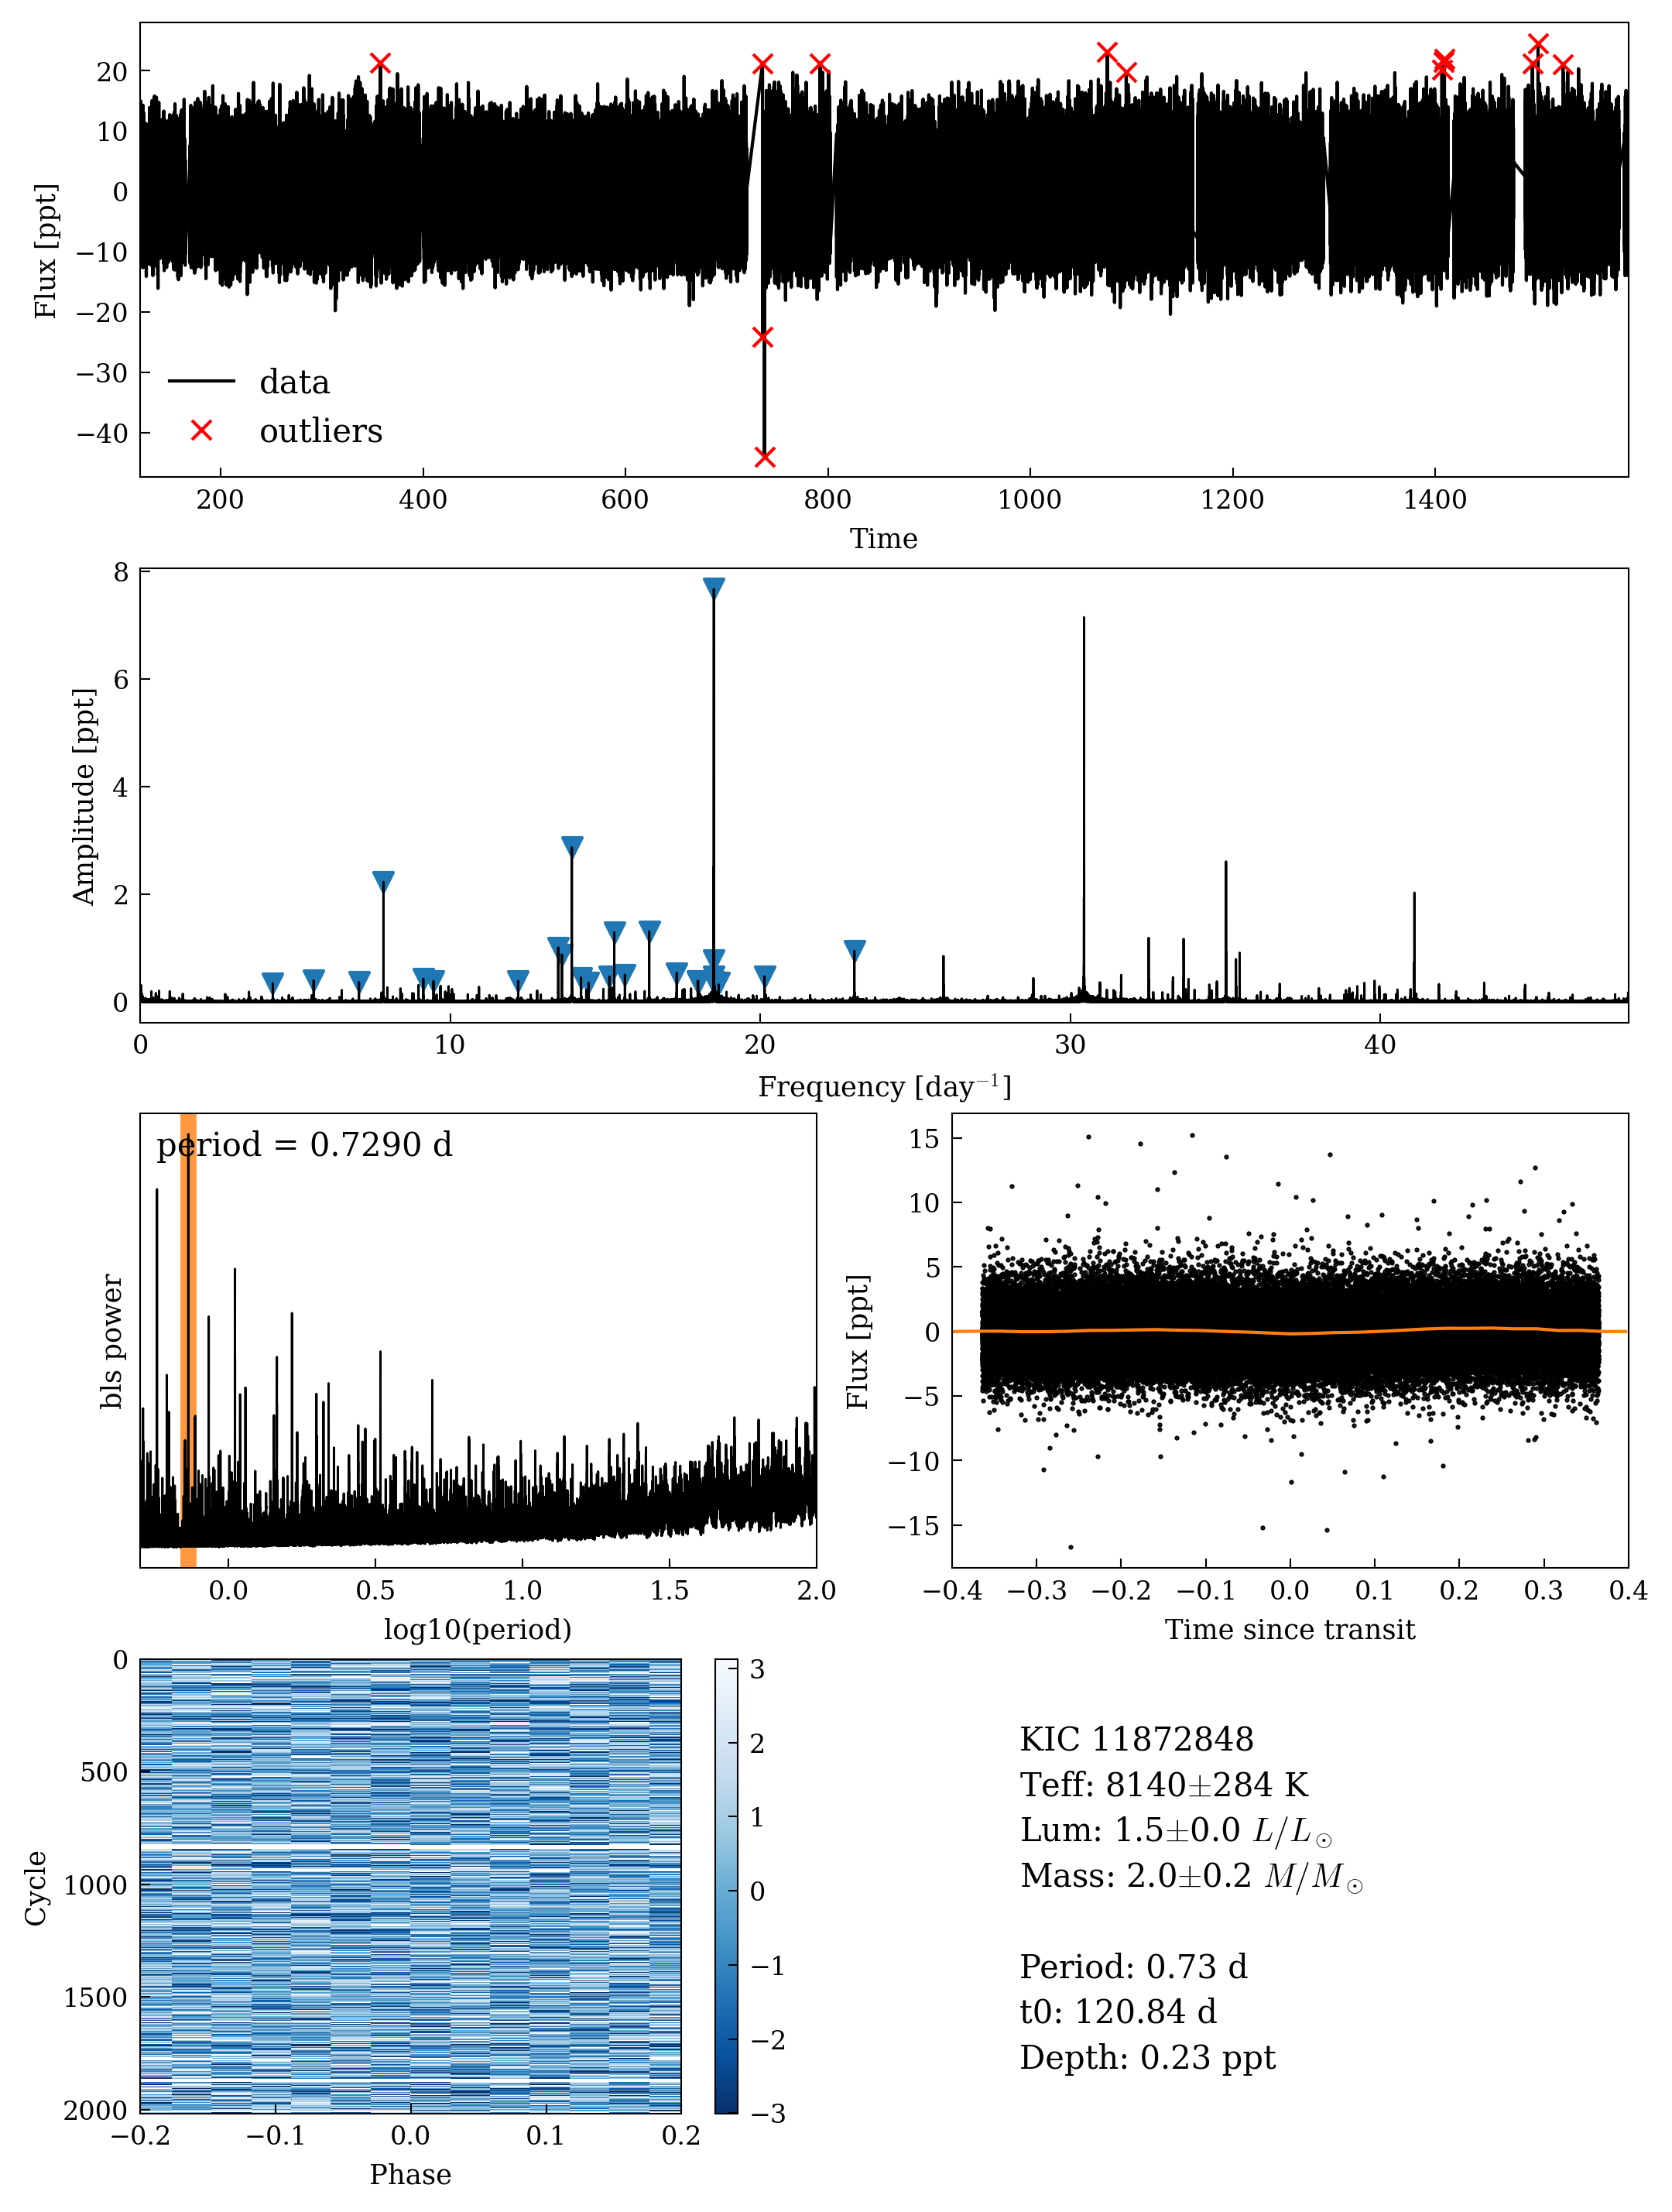 20
10
0
−10
−20
−30
−40
Flux [ppt]
data
outliers
200 400 600 800 1000 1200 1400
Time
8
6
4
2
0
Amplitude [ppt]
0 10 20 30 40
Frequency [day⁻¹]
period = 0.7290 d
bls power
0.0 0.5 1.0 1.5 2.0
log10(period)
15
10
5
0
−5
−10
−15
Flux [ppt]
−0.4 −0.3 −0.2 −0.1 0.0 0.1 0.2 0.3 0.4
Time since transit
0
500
1000
1500
2000
Cycle
−0.2 −0.1 0.0 0.1 0.2
Phase
3
2
1
0
−1
−2
−3
KIC 11872848
Teff: 8140±284 K
Lum: 1.5±0.0 L/L⊙
Mass: 2.0±0.2 M/M⊙
Period: 0.73 d
t0: 120.84 d
Depth: 0.23 ppt